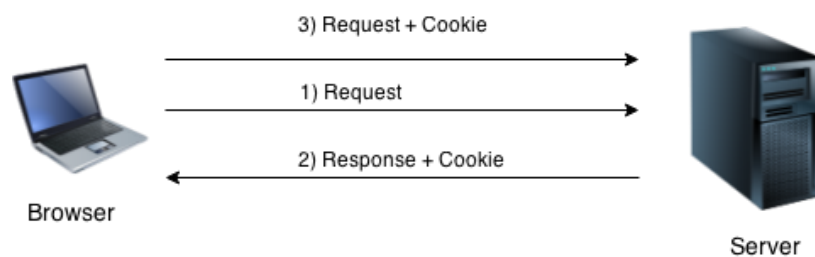 3) Request + Cookie
1) Request
2) Response + Cookie
Browser
Server